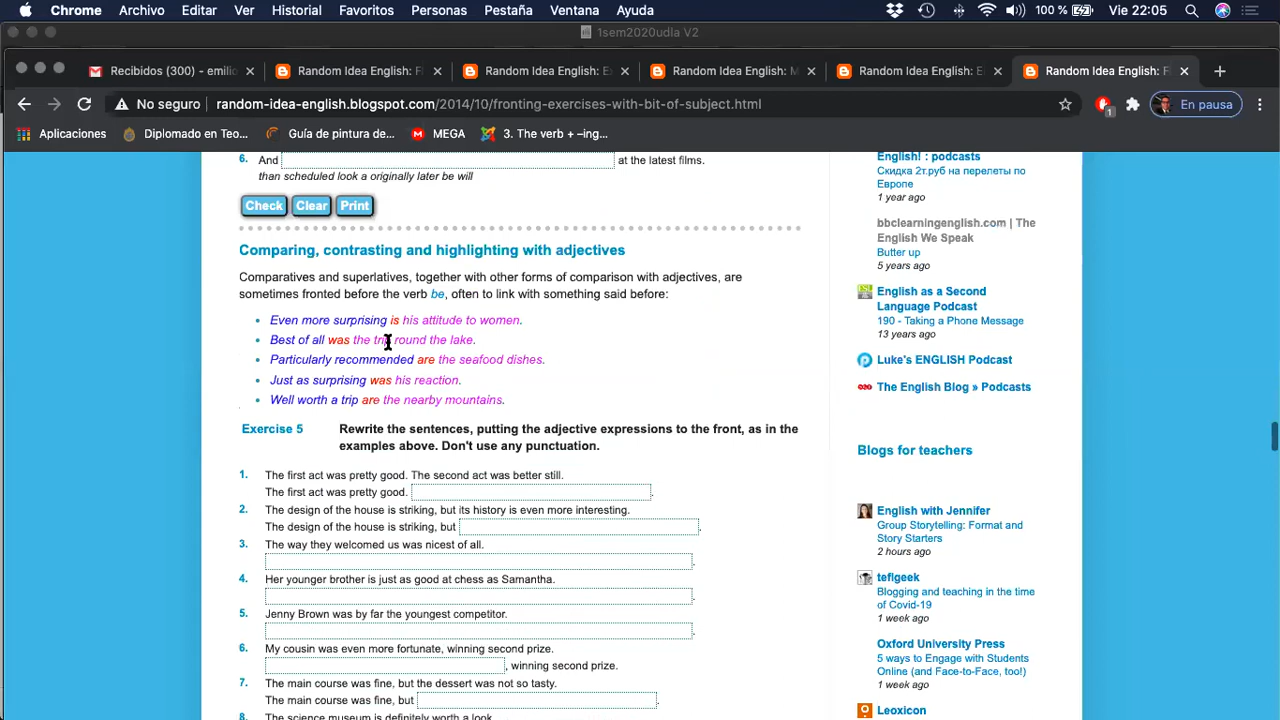 Chrome Archivo Editar Ver Historial Favoritos Personas Pestaña Ventana Ayuda 100 % Vie 22:05
1sem2020udla V2
Recibidos (300) - emilio Random Idea English: F Random Idea English: E Random Idea English: M Random Idea English: E Random Idea English: F
No seguro random-idea-english.blogspot.com/2014/10/fronting-exercises-with-bit-of-subject.html 1 En pausa
Aplicaciones Diplomado en Teo... Guía de pintura de... MEGA 3. The verb + –ing...
6. And at the latest films.
than scheduled look a originally later be will
Check Clear Print
Comparing, contrasting and highlighting with adjectives
Comparatives and superlatives, together with other forms of comparison with adjectives, are
sometimes fronted before the verb be, often to link with something said before:
• Even more surprising is his attitude to women.
• Best of all was the trip round the lake.
• Particularly recommended are the seafood dishes.
• Just as surprising was his reaction.
• Well worth a trip are the nearby mountains.
Exercise 5 Rewrite the sentences, putting the adjective expressions to the front, as in the
examples above. Don't use any punctuation.
1. The first act was pretty good. The second act was better still.
The first act was pretty good. .
2. The design of the house is striking, but its history is even more interesting.
The design of the house is striking, but .
3. The way they welcomed us was nicest of all.
.
4. Her younger brother is just as good at chess as Samantha.
.
5. Jenny Brown was by far the youngest competitor.
.
6. My cousin was even more fortunate, winning second prize.
, winning second prize.
7. The main course was fine, but the dessert was not so tasty.
The main course was fine, but .
8. The science museum is definitely worth a look.
English! : podcasts
Скидка 2т.руб на перелеты по
Европе
1 year ago
bbclearningenglish.com | The
English We Speak
Butter up
5 years ago
English as a Second
Language Podcast
190 - Taking a Phone Message
13 years ago
Luke's ENGLISH Podcast
The English Blog » Podcasts
Blogs for teachers
English with Jennifer
Group Storytelling: Format and
Story Starters
2 hours ago
teflgeek
Blogging and teaching in the time
of Covid-19
1 week ago
Oxford University Press
5 ways to Engage with Students
Online (and Face-to-Face, too!)
1 week ago
Leoxicon